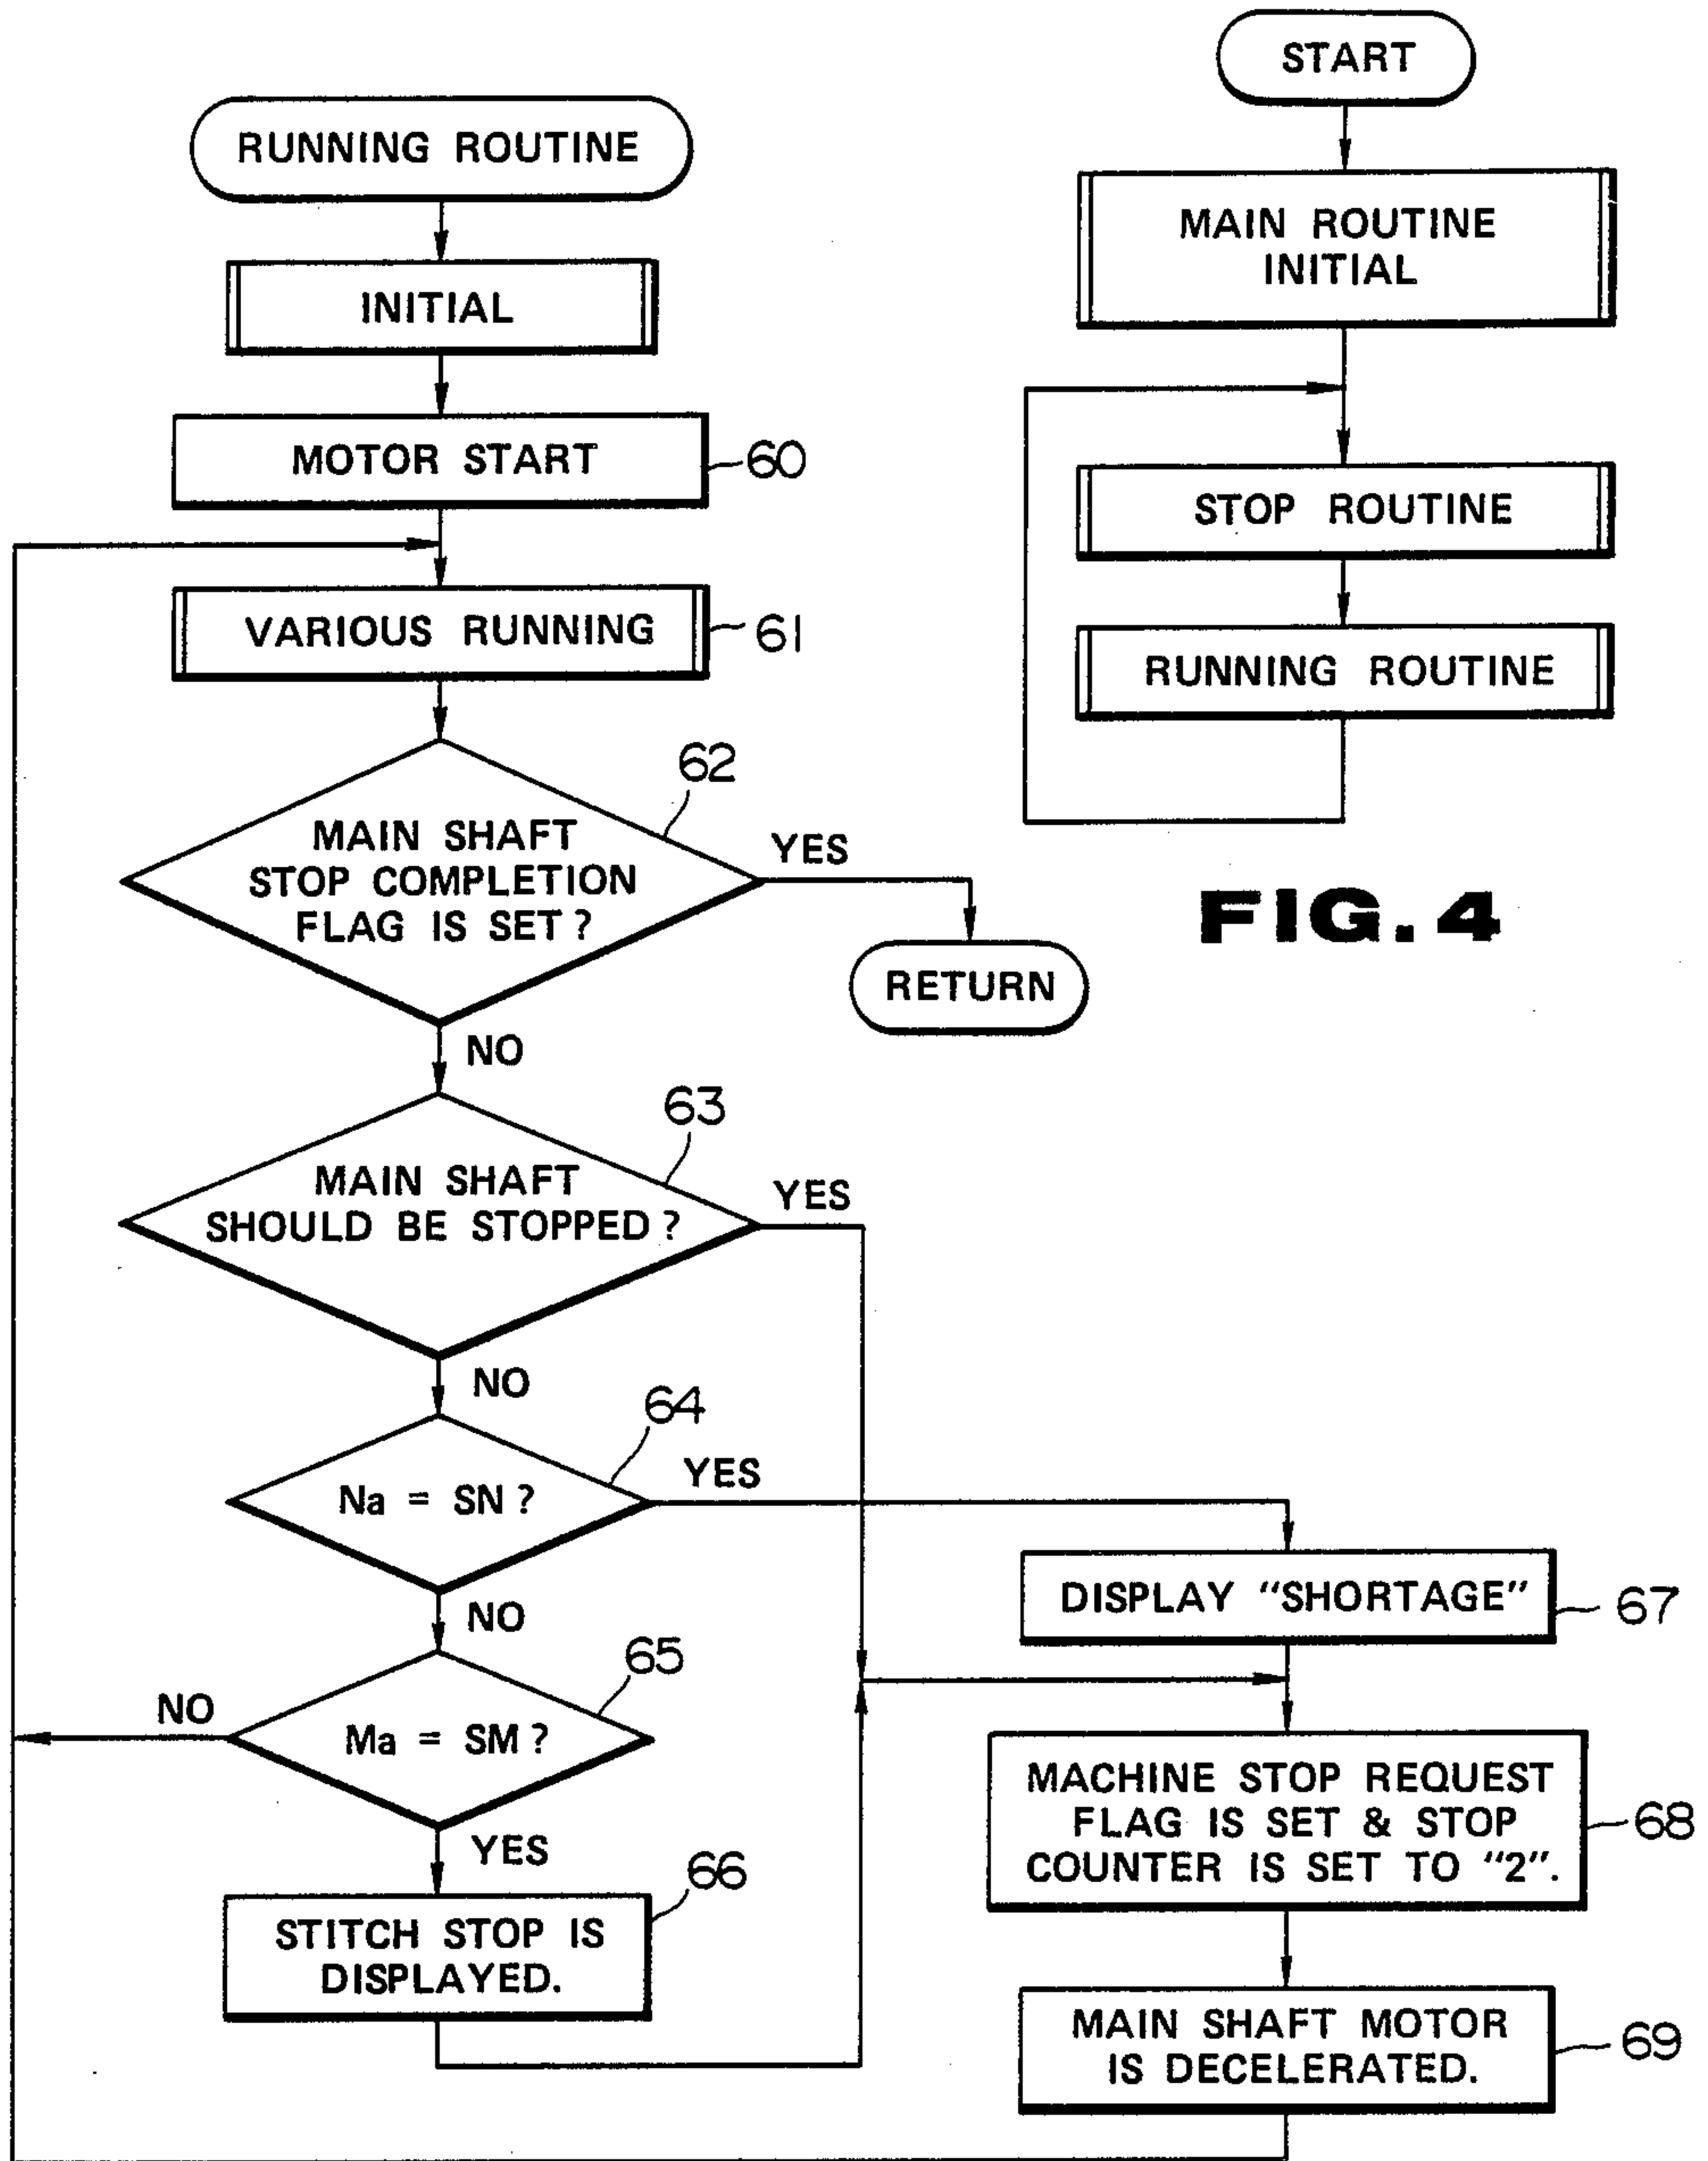 RUNNING ROUTINE
INITIAL
MOTOR START
60
VARIOUS RUNNING
61
62
MAIN SHAFT
STOP COMPLETION
FLAG IS SET?
YES
RETURN
NO
63
MAIN SHAFT
SHOULD BE STOPPED?
YES
NO
64
Na = SN?
YES
NO
65
Ma = SM?
NO
YES
66
STITCH STOP IS
DISPLAYED.
DISPLAY "SHORTAGE"
67
MACHINE STOP REQUEST
FLAG IS SET & STOP
COUNTER IS SET TO "2".
68
MAIN SHAFT MOTOR
IS DECELERATED.
69
START
MAIN ROUTINE
INITIAL
STOP ROUTINE
RUNNING ROUTINE
FIG. 4